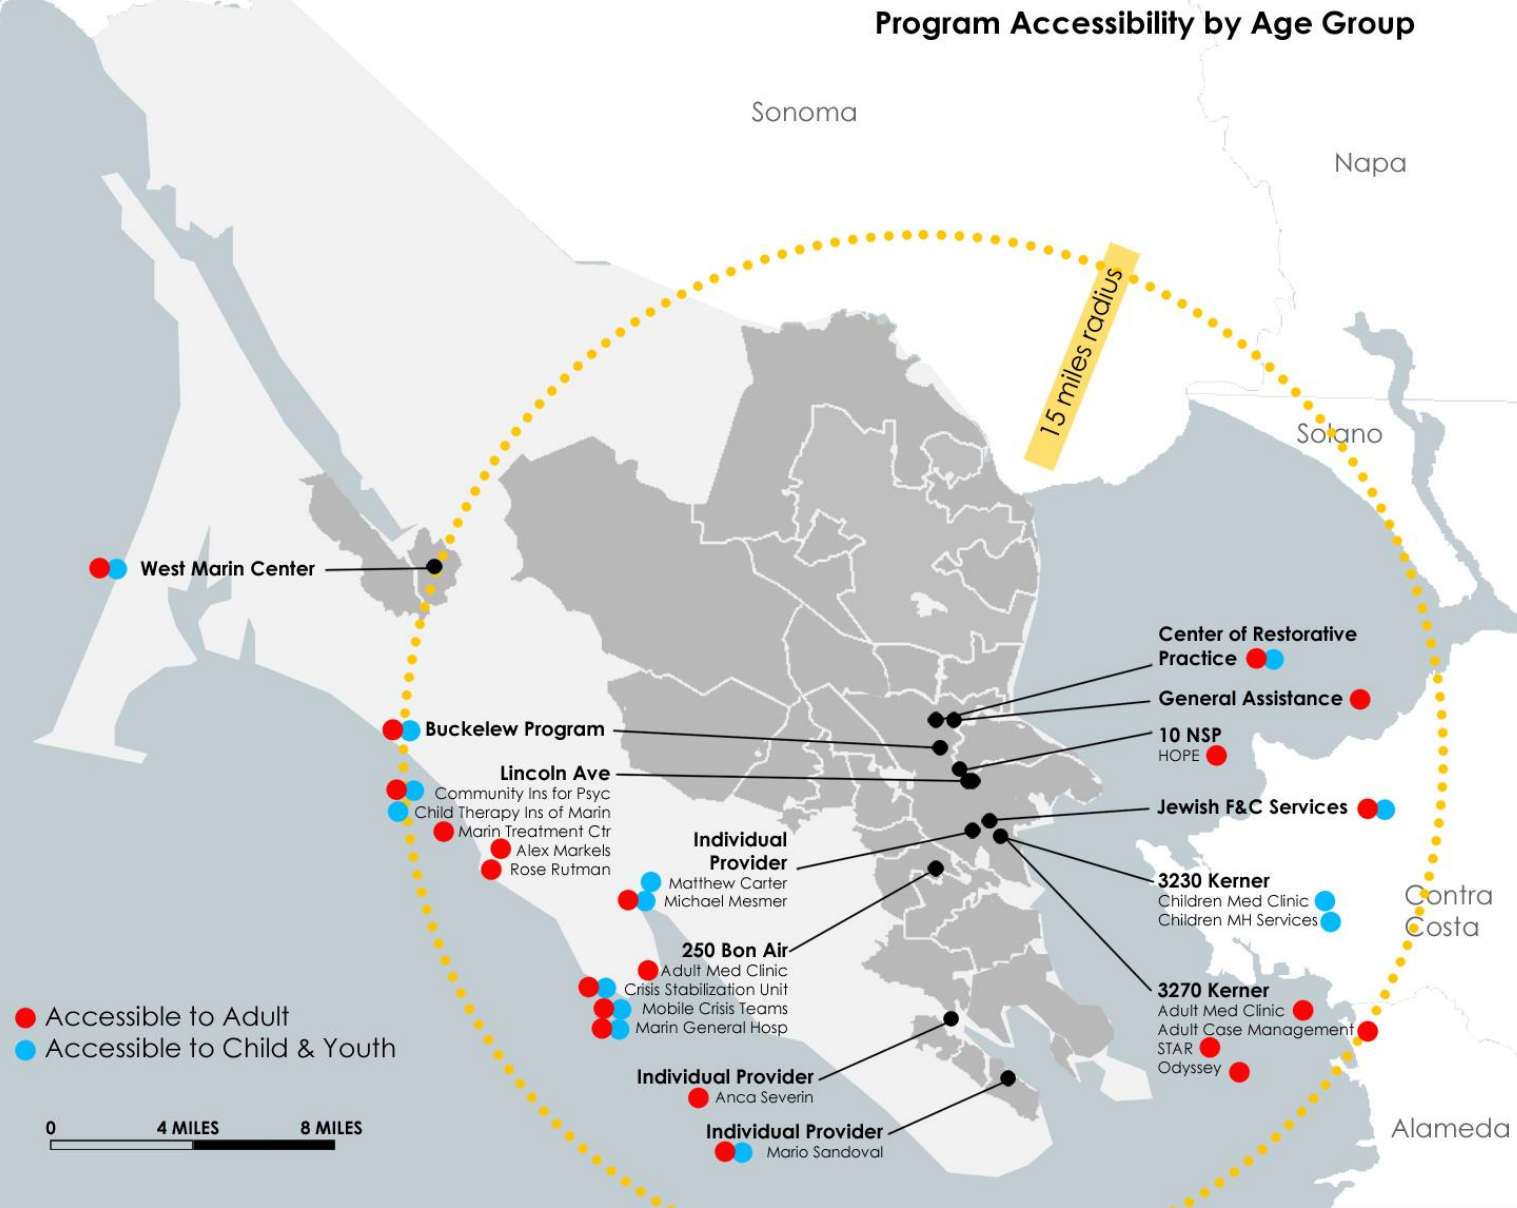 Program Accessibility by Age Group
Sonoma
Napa
15 miles radius
Solano
West Marin Center
Center of Restorative
Practice
General Assistance
10 NSP
HOPE
Buckelew Program
Lincoln Ave
Community Ins for Psyc
Child Therapy Ins of Marin
Marin Treatment Ctr
Alex Markels
Rose Rutman
Jewish F&C Services
Individual
Provider
Matthew Carter
Michael Mesmer
3230 Kerner
Children Med Clinic
Children MH Services
Contra
Costa
250 Bon Air
Adult Med Clinic
Crisis Stabilization Unit
Mobile Crisis Teams
Marin General Hosp
3270 Kerner
Adult Med Clinic
Adult Case Management
STAR
Odyssey
Accessible to Adult
Accessible to Child & Youth
Individual Provider
Anca Severin
Individual Provider
Mario Sandoval
0 4 MILES 8 MILES
Alameda